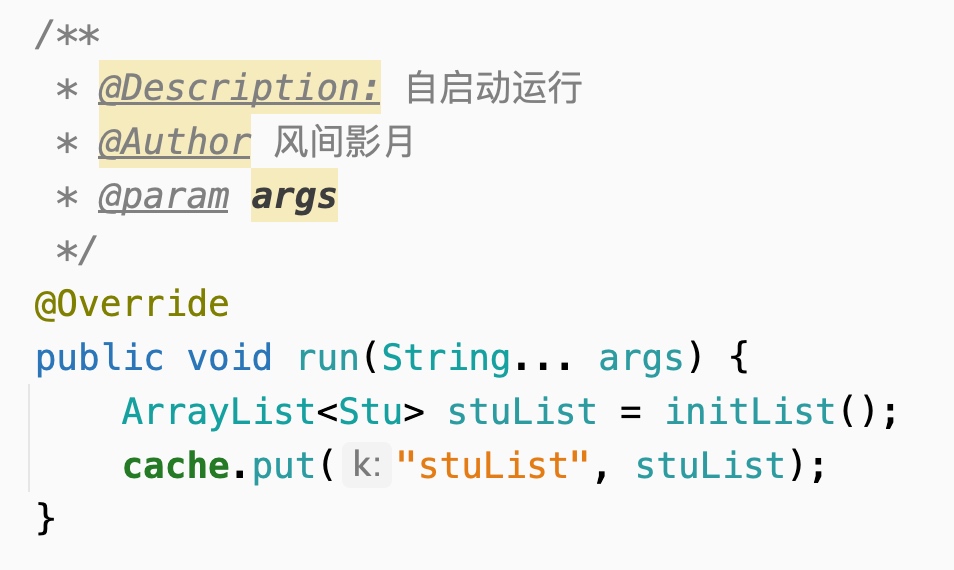 /**
 * @Description: 自启动运行
 * @Author 风间影月
 * @param args
 */
@Override
public void run(String... args) {
    ArrayList<Stu> stuList = initList();
    cache.put( k: "stuList", stuList);
}